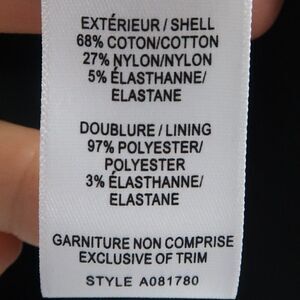 EXTÉRIEUR / SHELL
68% COTON/COTTON
27% NYLON/NYLON
5% ÉLASTHANNE/
ELASTANE
DOUBLURE / LINING
97% POLYESTER/
POLYESTER
3% ÉLASTHANNE/
ELASTANE
GARNITURE NON COMPRISE
EXCLUSIVE OF TRIM
STYLE A081780